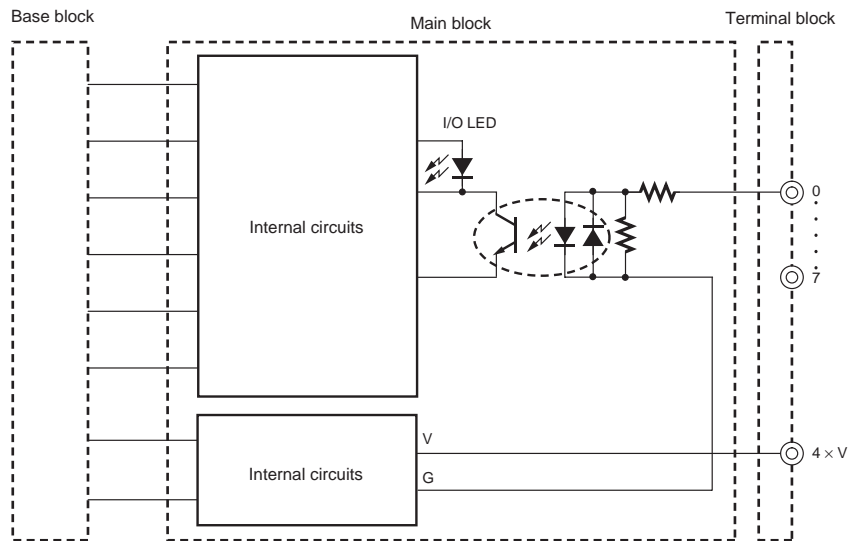 Base block
Main block
Terminal block
I/O LED
Internal circuits
0
7
Internal circuits
V
G
4 × V